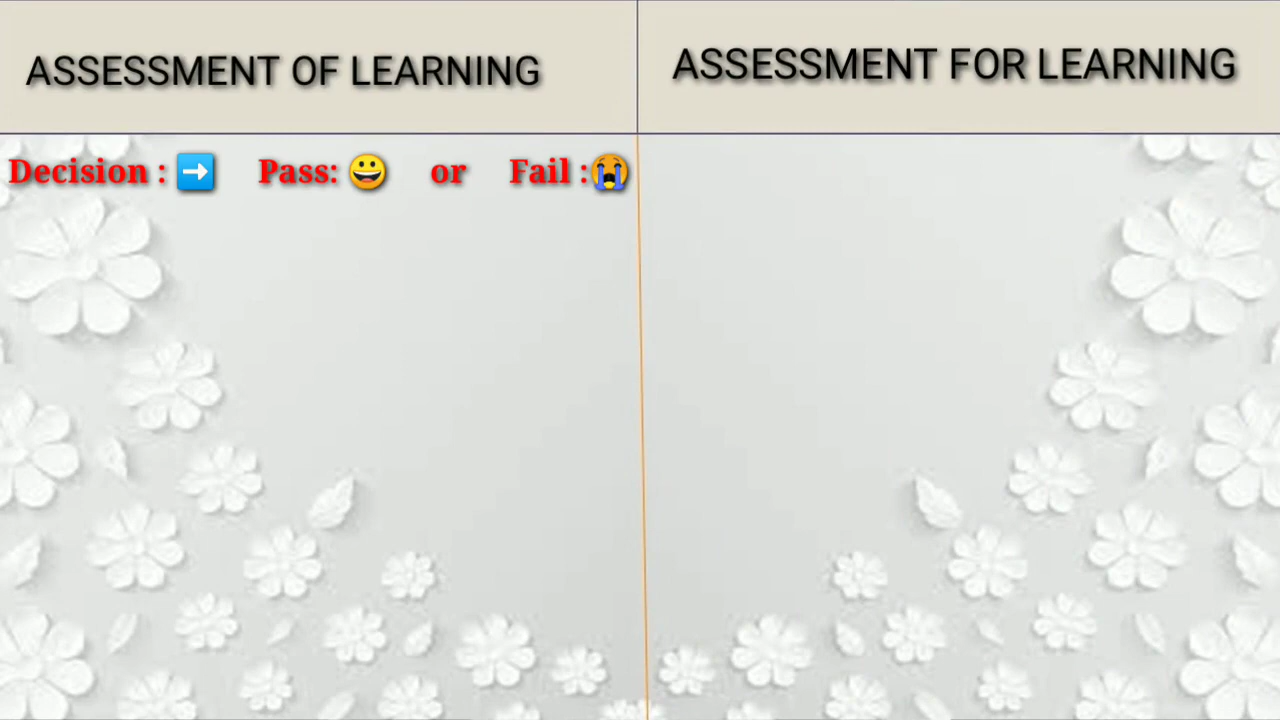 ASSESSMENT OF LEARNING
ASSESSMENT FOR LEARNING
Decision : ➡️ Pass: 😀 or Fail :😭